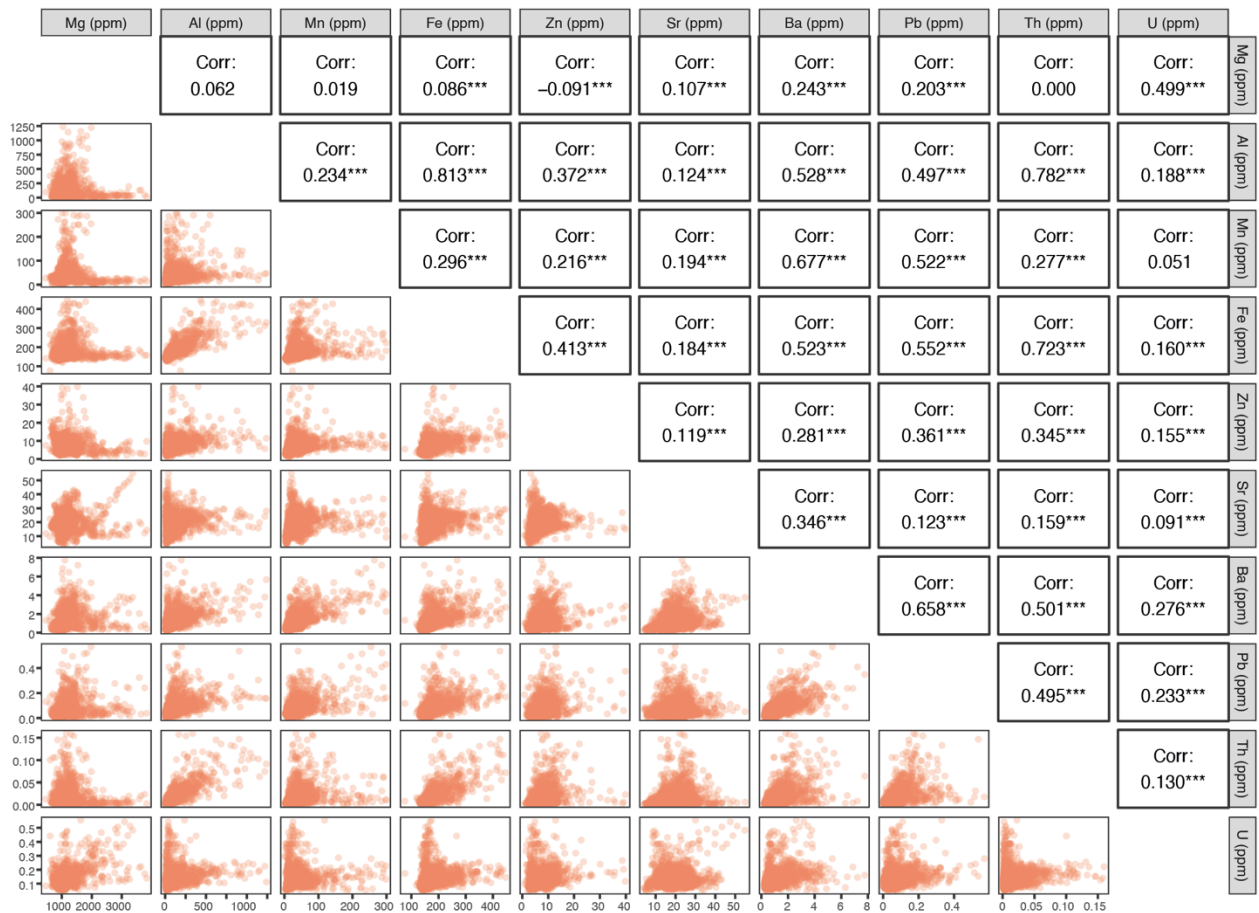 Mg (ppm) Al (ppm) Mn (ppm) Fe (ppm) Zn (ppm) Sr (ppm) Ba (ppm) Pb (ppm) Th (ppm) U (ppm)
Corr: Corr: Corr: Corr: Corr: Corr: Corr: Corr: Corr:
0.062 0.019 0.086*** −0.091*** 0.107*** 0.243*** 0.203*** 0.000 0.499***
Mg (ppm)
1250
1000
750
500
250
0
Corr: Corr: Corr: Corr: Corr: Corr: Corr: Corr:
0.234*** 0.813*** 0.372*** 0.124*** 0.528*** 0.497*** 0.782*** 0.188***
Al (ppm)
300
200
100
0
Corr: Corr: Corr: Corr: Corr: Corr: Corr:
0.296*** 0.216*** 0.194*** 0.677*** 0.522*** 0.277*** 0.051
Mn (ppm)
400
300
200
100
Corr: Corr: Corr: Corr: Corr: Corr:
0.413*** 0.184*** 0.523*** 0.552*** 0.723*** 0.160***
Fe (ppm)
40
30
20
10
0
Corr: Corr: Corr: Corr: Corr:
0.119*** 0.281*** 0.361*** 0.345*** 0.155***
Zn (ppm)
50
40
30
20
10
Corr: Corr: Corr: Corr:
0.346*** 0.123*** 0.159*** 0.091***
Sr (ppm)
8
6
4
2
0
Corr: Corr: Corr:
0.658*** 0.501*** 0.276***
Ba (ppm)
0.4
0.2
0.0
Corr: Corr:
0.495*** 0.233***
Pb (ppm)
0.15
0.10
0.05
0.00
Corr:
0.130***
Th (ppm)
0.5
0.4
0.3
0.2
0.1
U (ppm)
1000 2000 3000 0 500 1000 0 100 200 300 100 200 300 400 0 10 20 30 40 10 20 30 40 50 0 2 4 6 8 0 0.2 0.4 0 0.05 0.10 0.15